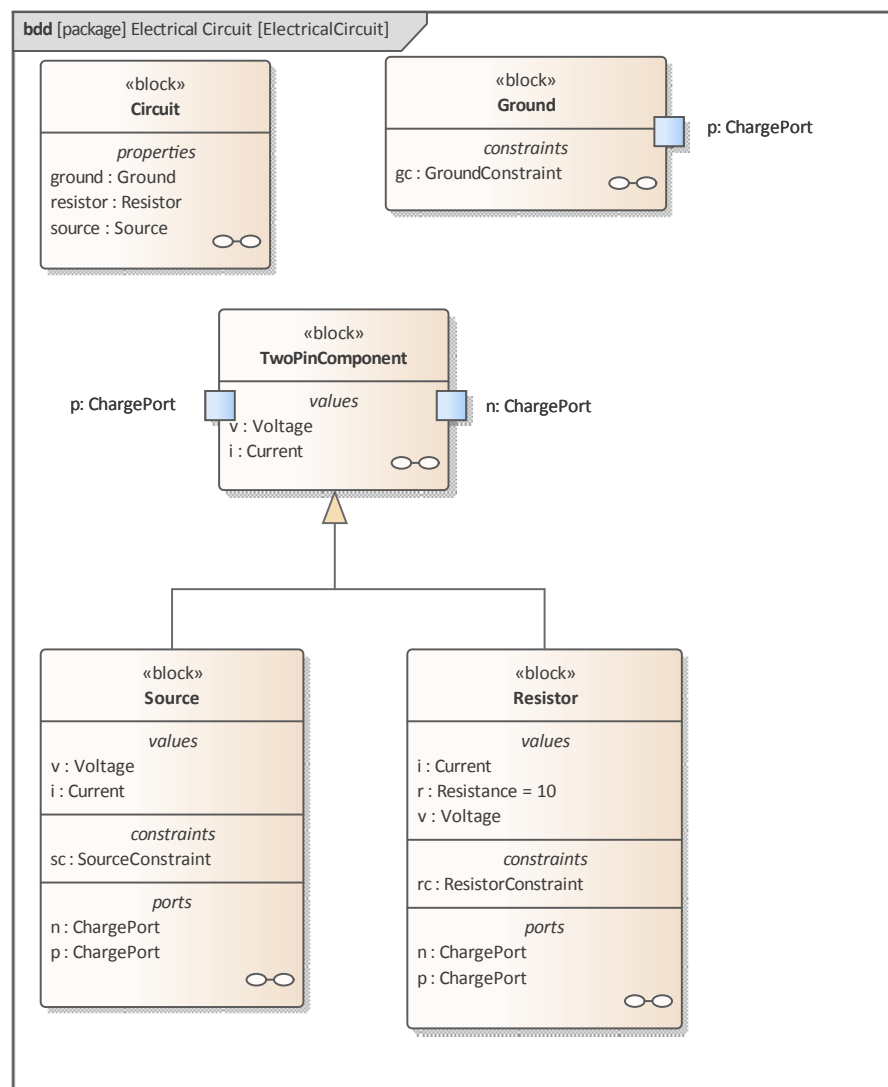 bdd [package] Electrical Circuit [ElectricalCircuit]
«block»
Circuit
properties
ground : Ground
resistor : Resistor
source : Source
«block»
Ground
constraints
gc : GroundConstraint
p: ChargePort
«block»
TwoPinComponent
values
v : Voltage
i : Current
p: ChargePort
n: ChargePort
«block»
Source
values
v : Voltage
i : Current
constraints
sc : SourceConstraint
ports
n : ChargePort
p : ChargePort
«block»
Resistor
values
i : Current
r : Resistance = 10
v : Voltage
constraints
rc : ResistorConstraint
ports
n : ChargePort
p : ChargePort